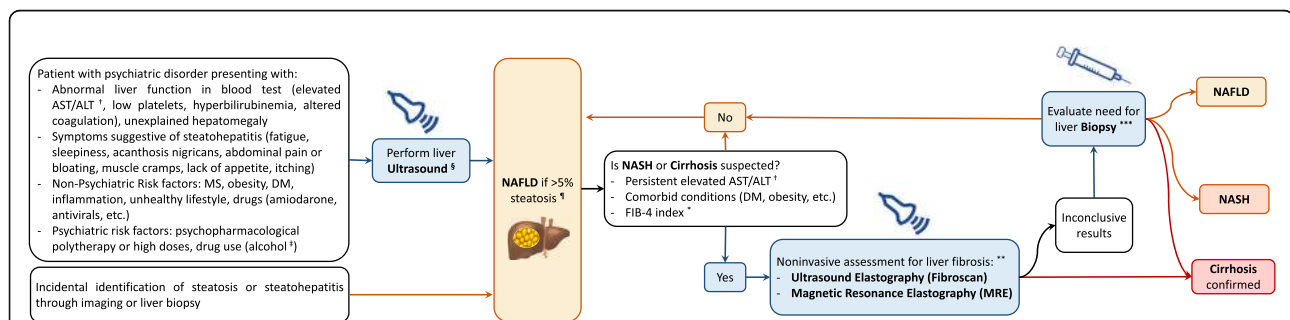 Patient with psychiatric disorder presenting with:
- Abnormal liver function in blood test (elevated
AST/ALT †, low platelets, hyperbilirubinemia, altered
coagulation), unexplained hepatomegaly
- Symptoms suggestive of steatohepatitis (fatigue,
sleepiness, acanthosis nigricans, abdominal pain or
bloating, muscle cramps, lack of appetite, itching)
- Non-Psychiatric Risk factors: MS, obesity, DM,
inflammation, unhealthy lifestyle, drugs (amiodarone,
antivirals, etc.)
- Psychiatric risk factors: psychopharmacological
polytherapy or high doses, drug use (alcohol ‡)
Incidental identification of steatosis or steatohepatitis
through imaging or liver biopsy
Perform liver
Ultrasound §
NAFLD if >5%
steatosis ¶
No
Is NASH or Cirrhosis suspected?
- Persistent elevated AST/ALT †
- Comorbid conditions (DM, obesity, etc.)
- FIB-4 index *
Yes
Noninvasive assessment for liver fibrosis: **
- Ultrasound Elastography (Fibroscan)
- Magnetic Resonance Elastography (MRE)
Inconclusive
results
Evaluate need for
liver Biopsy ***
NAFLD
NASH
Cirrhosis
confirmed